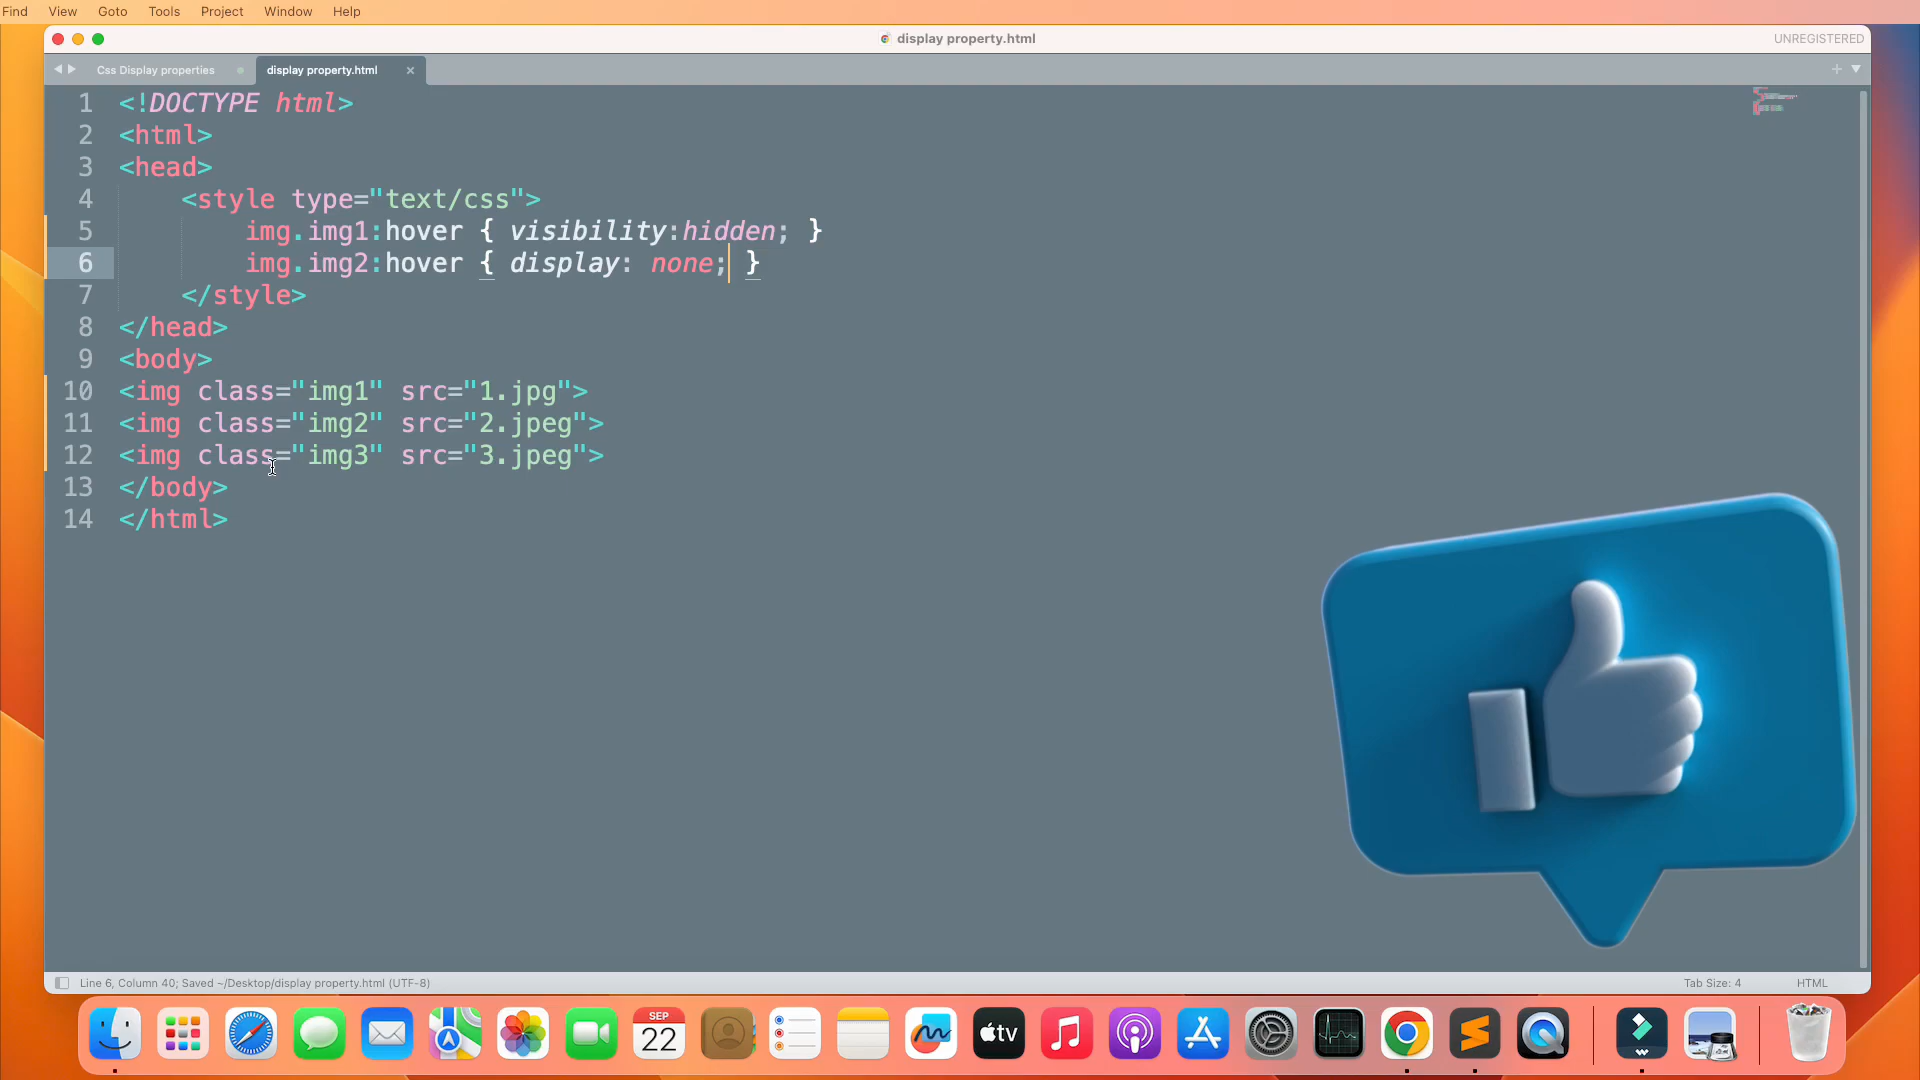 Find View Goto Tools Project Window Help
display property.html
UNREGISTERED
Css Display properties
display property.html
1 <!DOCTYPE html>
2 <html>
3 <head>
4 <style type="text/css">
5 img.img1:hover { visibility:hidden; }
6 img.img2:hover { display: none; }
7 </style>
8 </head>
9 <body>
10 <img class="img1" src="1.jpg">
11 <img class="img2" src="2.jpeg">
12 <img class="img3" src="3.jpeg">
13 </body>
14 </html>
Line 6, Column 40; Saved ~/Desktop/display property.html (UTF-8)
Tab Size: 4
HTML
SEP
22
tv